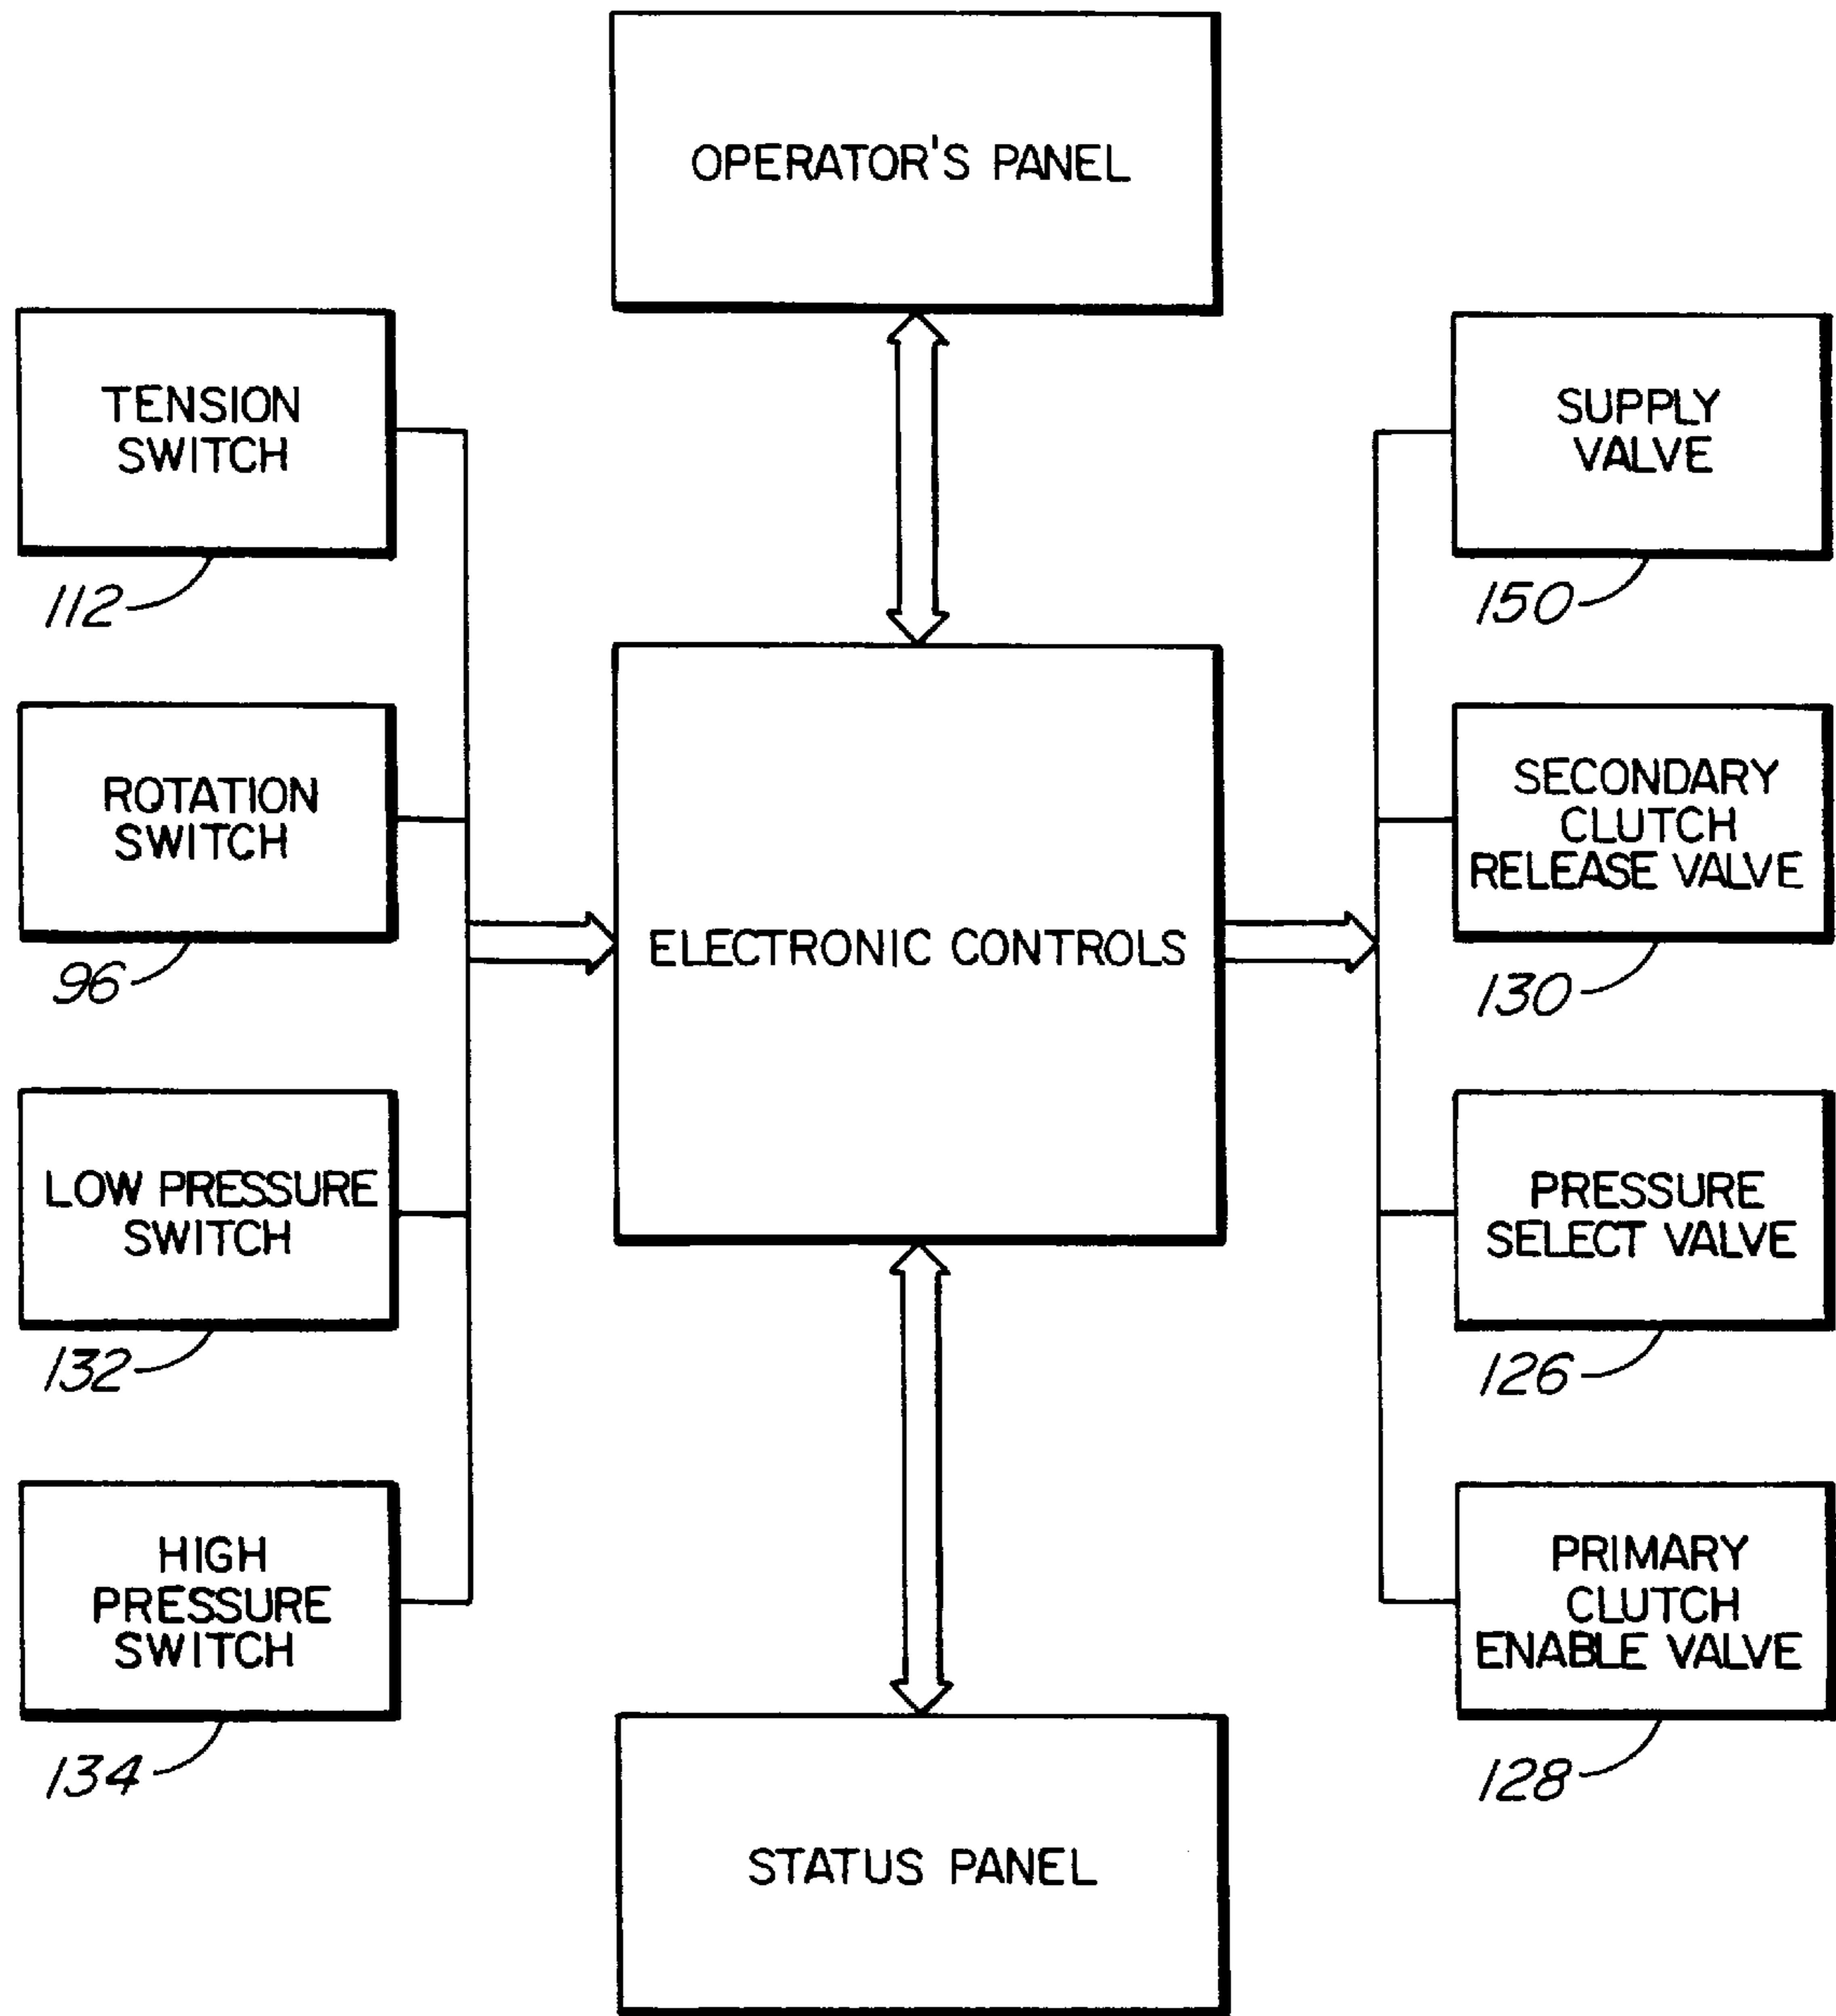 OPERATOR'S PANEL
TENSION
SWITCH
112
ROTATION
SWITCH
96
LOW PRESSURE
SWITCH
132
HIGH
PRESSURE
SWITCH
134
ELECTRONIC CONTROLS
STATUS PANEL
SUPPLY
VALVE
150
SECONDARY
CLUTCH
RELEASE VALVE
130
PRESSURE
SELECT VALVE
126
PRIMARY
CLUTCH
ENABLE VALVE
128